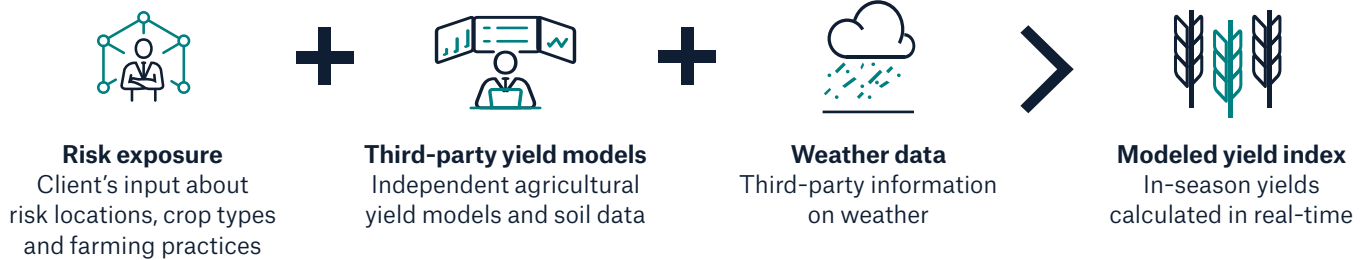 Risk exposure
Client's input about
risk locations, crop types
and farming practices
Third-party yield models
Independent agricultural
yield models and soil data
Weather data
Third-party information
on weather
Modeled yield index
In-season yields
calculated in real-time